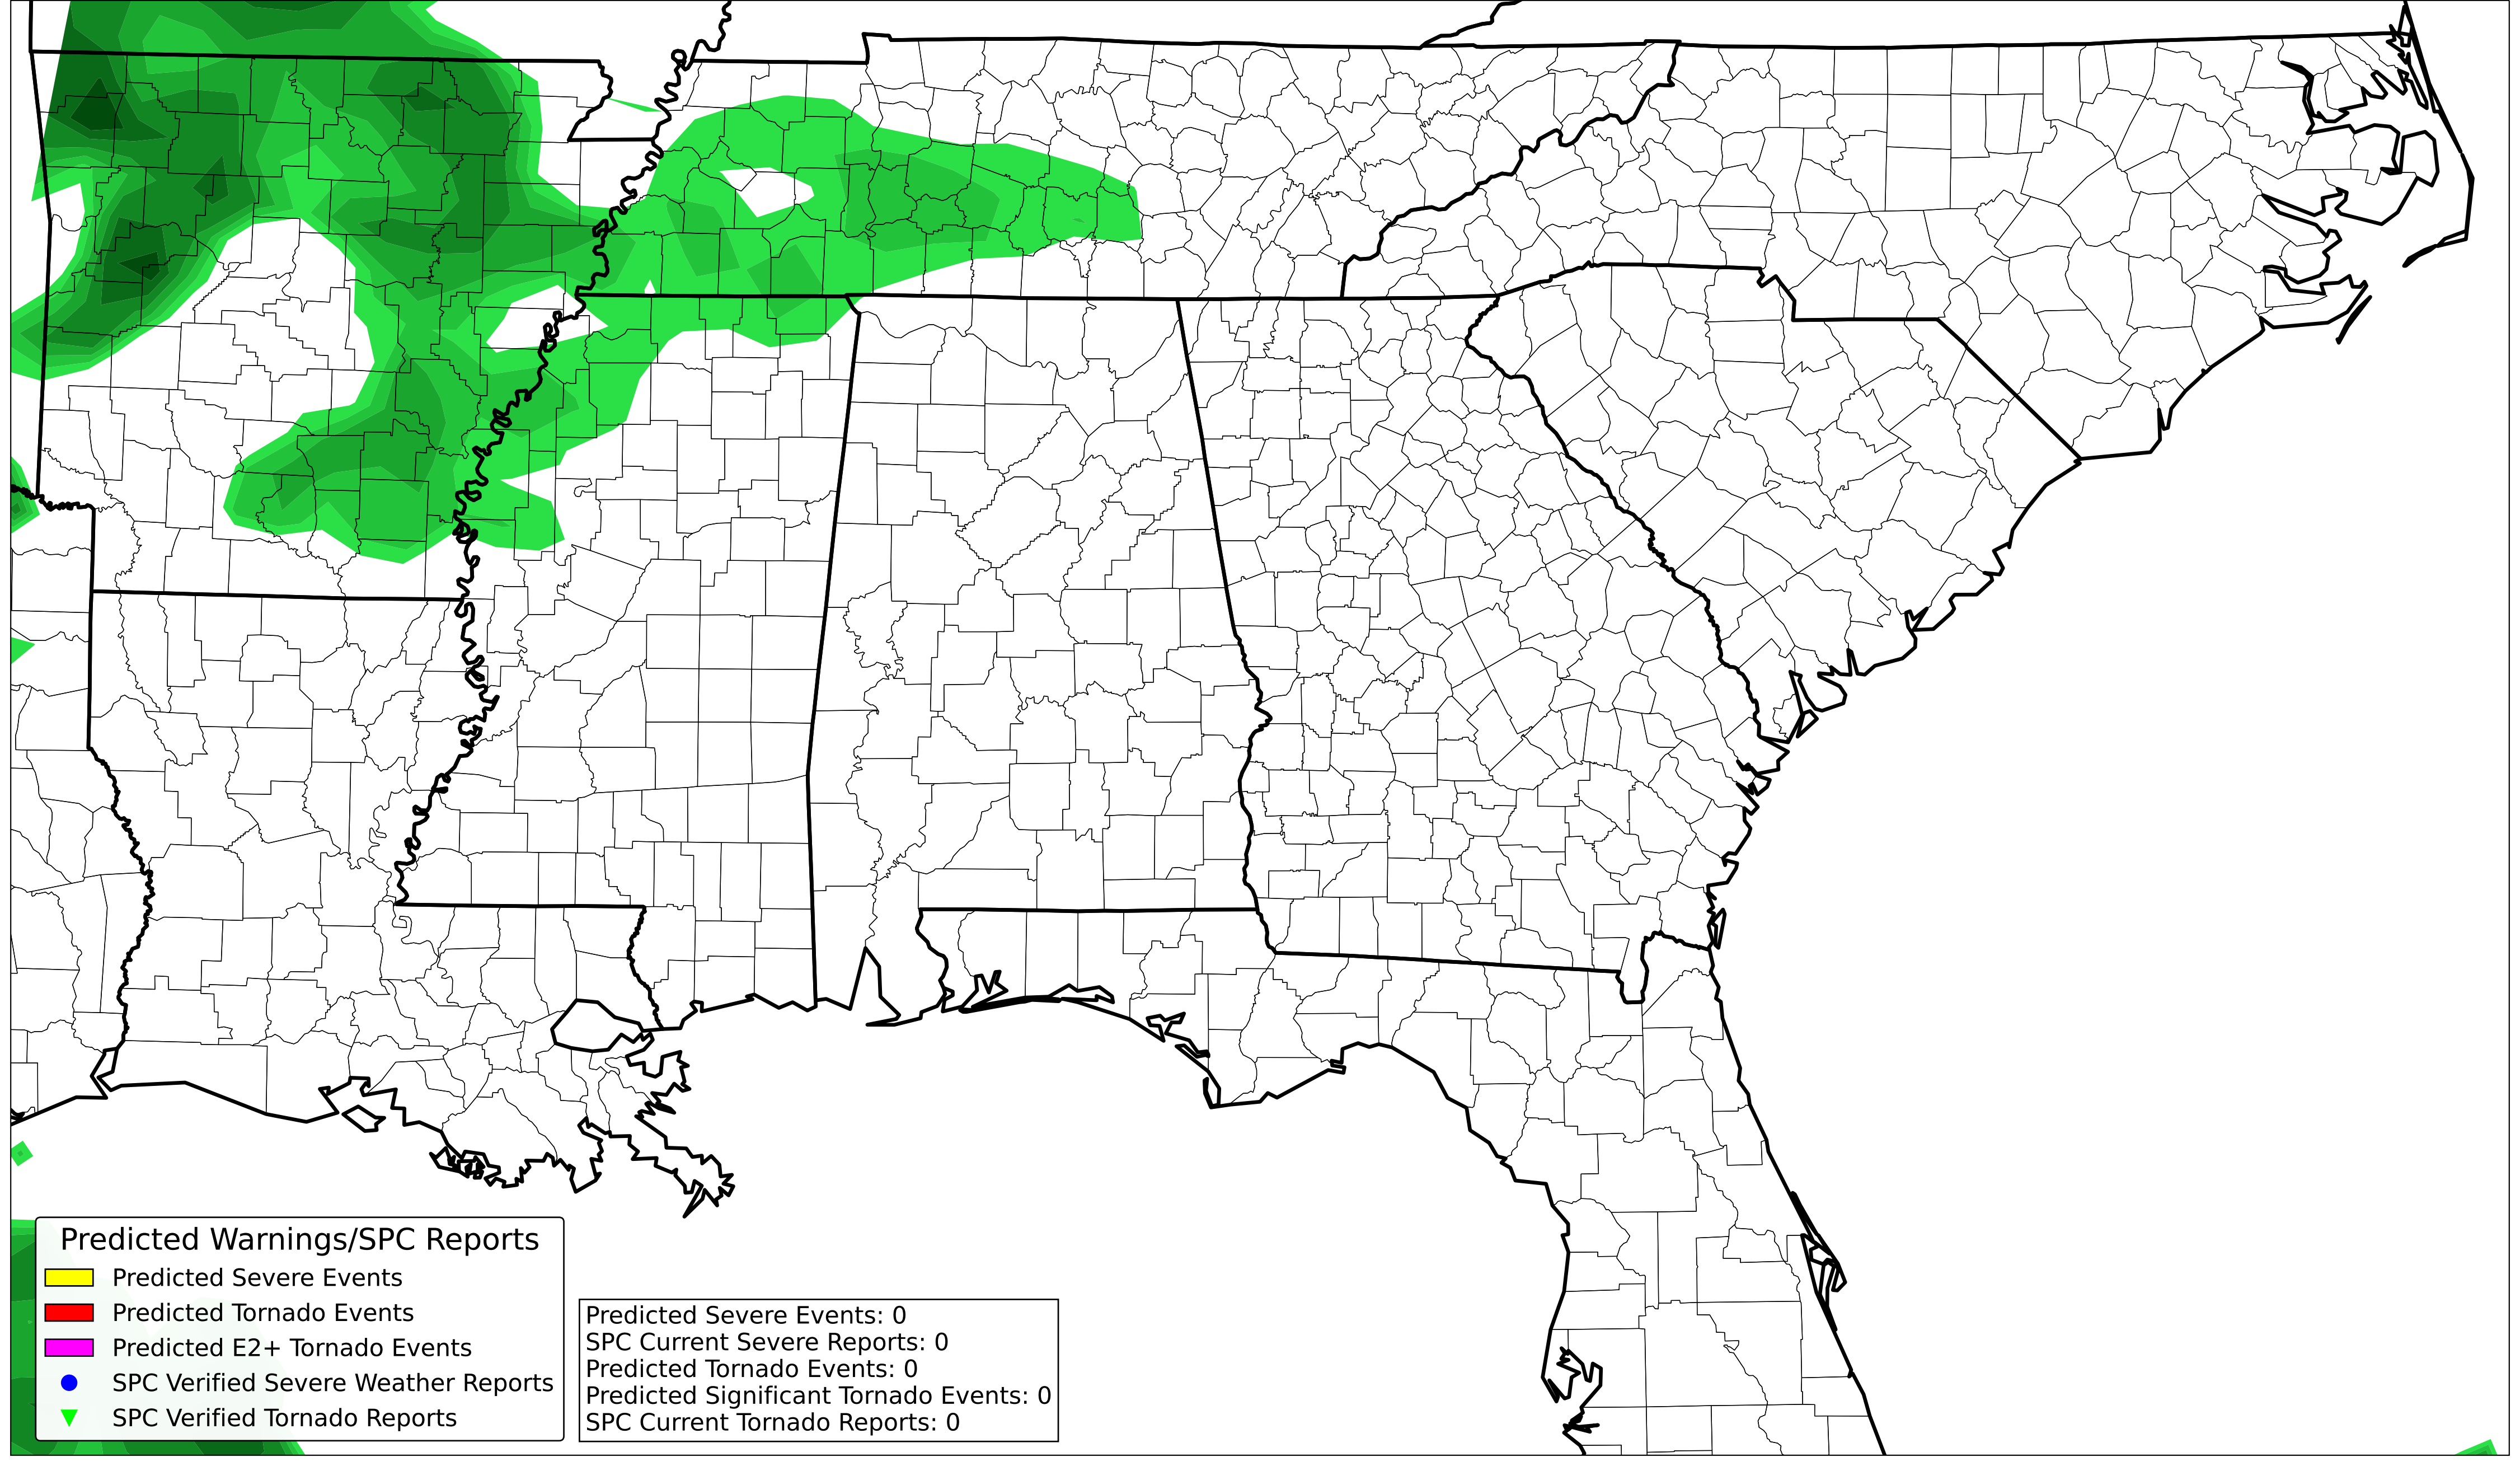 Predicted Warnings/SPC Reports
Predicted Severe Events
Predicted Tornado Events
Predicted E2+ Tornado Events
SPC Verified Severe Weather Reports
SPC Verified Tornado Reports
Predicted Severe Events: 0
SPC Current Severe Reports: 0
Predicted Tornado Events: 0
Predicted Significant Tornado Events: 0
SPC Current Tornado Reports: 0